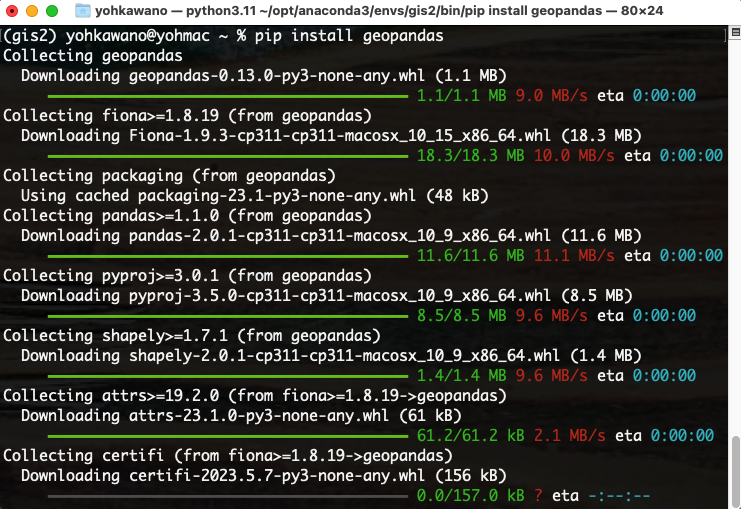 yohkawano — python3.11 ~/opt/anaconda3/envs/gis2/bin/pip install geopandas — 80×24
(gis2) yohkawano@yohmac ~ % pip install geopandas
Collecting geopandas
Downloading geopandas-0.13.0-py3-none-any.whl (1.1 MB)
1.1/1.1 MB 9.0 MB/s eta 0:00:00
Collecting fiona>=1.8.19 (from geopandas)
Downloading Fiona-1.9.3-cp311-cp311-macosx_10_15_x86_64.whl (18.3 MB)
18.3/18.3 MB 10.0 MB/s eta 0:00:00
Collecting packaging (from geopandas)
Using cached packaging-23.1-py3-none-any.whl (48 kB)
Collecting pandas>=1.1.0 (from geopandas)
Downloading pandas-2.0.1-cp311-cp311-macosx_10_9_x86_64.whl (11.6 MB)
11.6/11.6 MB 11.1 MB/s eta 0:00:00
Collecting pyproj>=3.0.1 (from geopandas)
Downloading pyproj-3.5.0-cp311-cp311-macosx_10_9_x86_64.whl (8.5 MB)
8.5/8.5 MB 9.6 MB/s eta 0:00:00
Collecting shapely>=1.7.1 (from geopandas)
Downloading shapely-2.0.1-cp311-cp311-macosx_10_9_x86_64.whl (1.4 MB)
1.4/1.4 MB 9.6 MB/s eta 0:00:00
Collecting attrs>=19.2.0 (from fiona>=1.8.19->geopandas)
Downloading attrs-23.1.0-py3-none-any.whl (61 kB)
61.2/61.2 kB 2.1 MB/s eta 0:00:00
Collecting certifi (from fiona>=1.8.19->geopandas)
Downloading certifi-2023.5.7-py3-none-any.whl (156 kB)
0.0/157.0 kB ? eta -:--:--